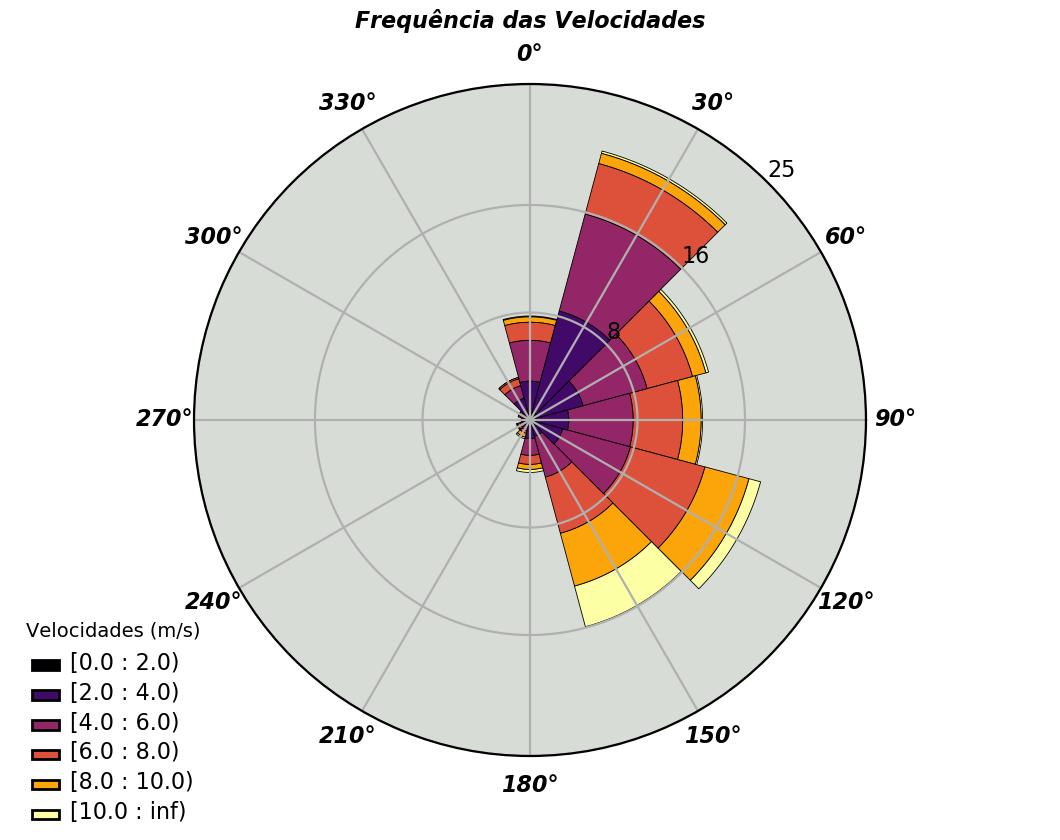 Frequência das Velocidades
0°
330°
30°
25
300°
60°
16
8
270°
90°
240°
120°
210°
150°
180°
Velocidades (m/s)
[0.0 : 2.0)
[2.0 : 4.0)
[4.0 : 6.0)
[6.0 : 8.0)
[8.0 : 10.0)
[10.0 : inf)